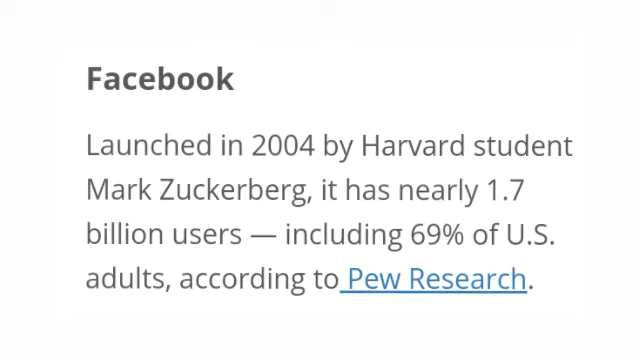 Facebook
Launched in 2004 by Harvard student
Mark Zuckerberg, it has nearly 1.7
billion users — including 69% of U.S.
adults, according to Pew Research.